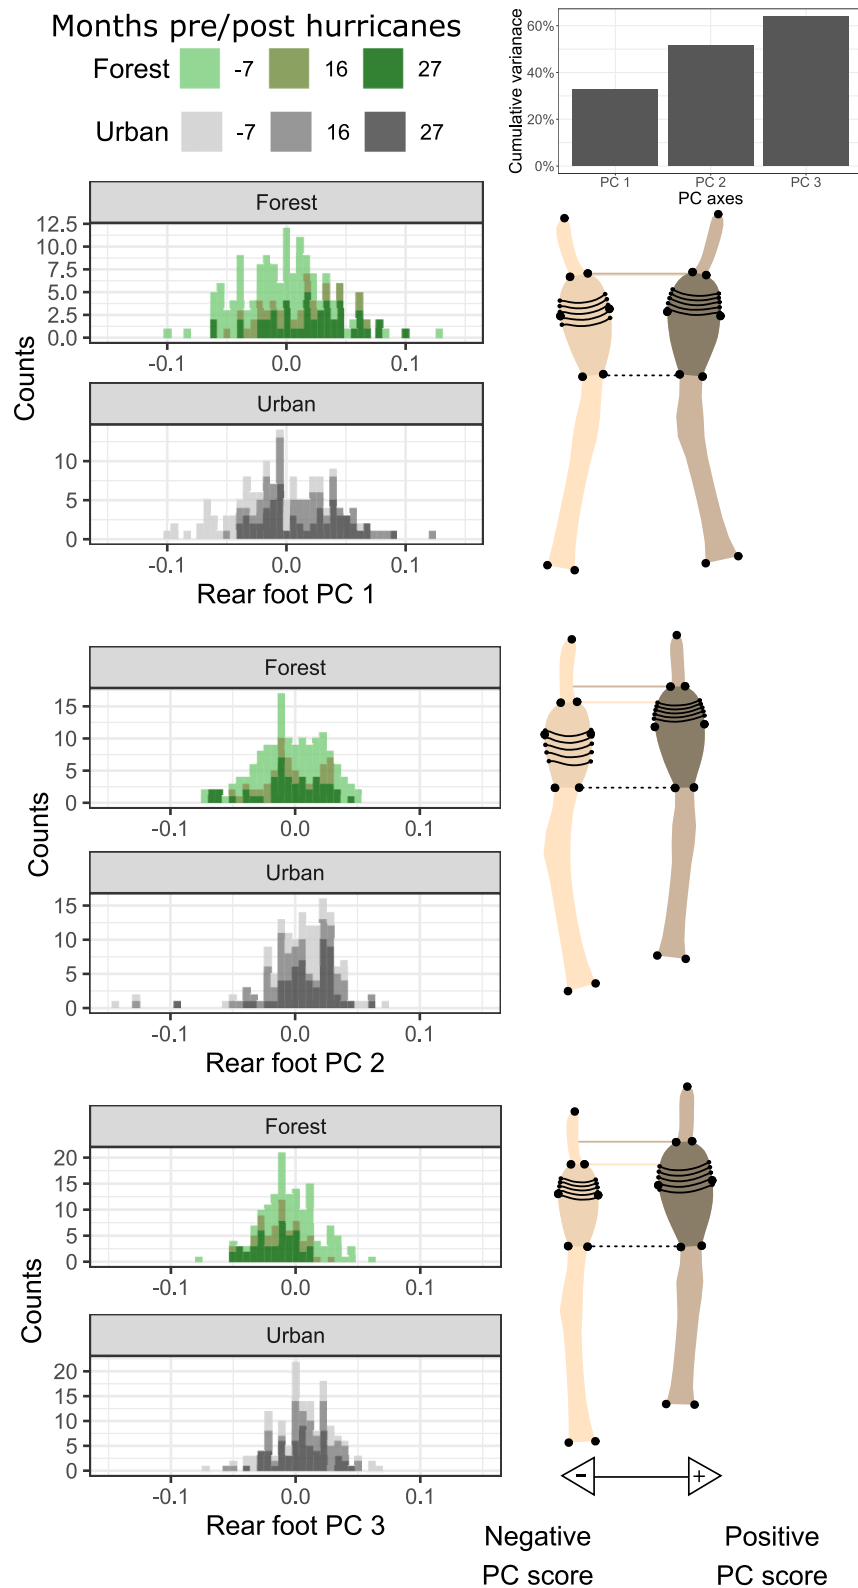 Months pre/post hurricanes
Forest -7 16 27
Urban -7 16 27
Cumulative varianace
60%
40%
20%
0%
PC 1 PC 2 PC 3
PC axes
Counts
Forest
12.5
10.0
7.5
5.0
2.5
0.0
-0.1 0.0 0.1
Urban
10
5
0
-0.1 0.0 0.1
Rear foot PC 1
Counts
Forest
15
10
5
0
-0.1 0.0 0.1
Urban
15
10
5
0
-0.1 0.0 0.1
Rear foot PC 2
Counts
Forest
20
15
10
5
0
-0.1 0.0 0.1
Urban
20
15
10
5
0
-0.1 0.0 0.1
Rear foot PC 3
- +
Negative Positive
PC score PC score